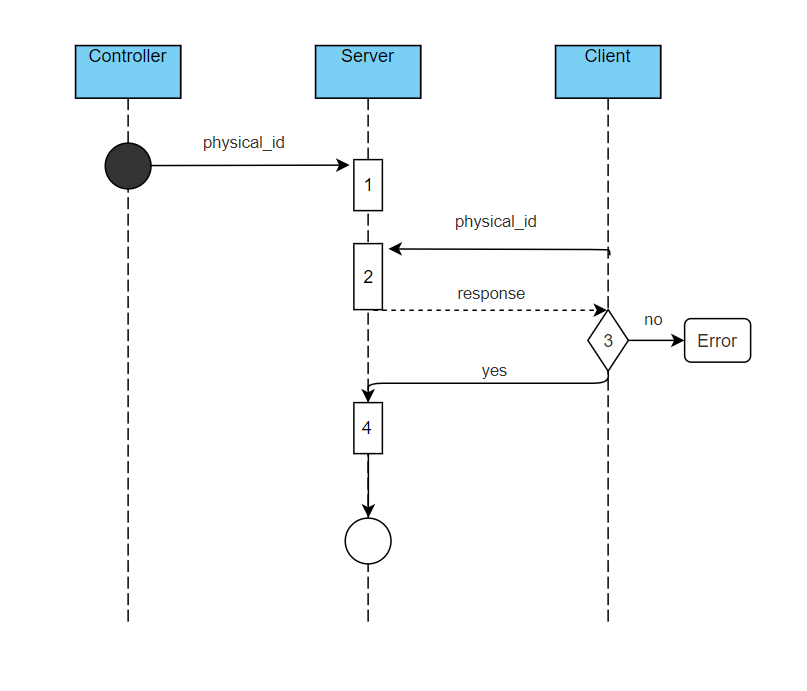 Controller
Server
Client
physical_id
1
physical_id
2
response
no
3
Error
yes
4